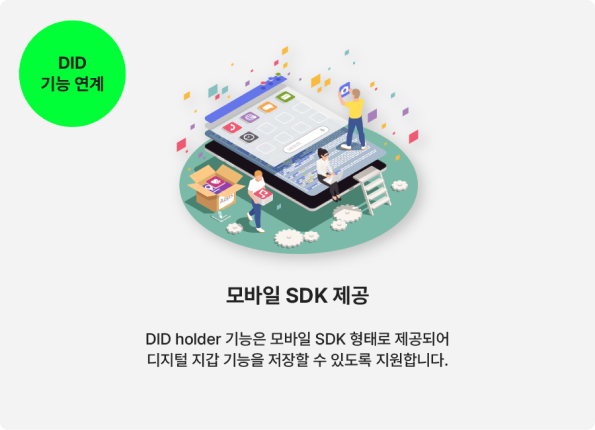 DID
기능 연계
모바일 SDK 제공
DID holder 기능은 모바일 SDK 형태로 제공되어
디지털 지갑 기능을 저장할 수 있도록 지원합니다.